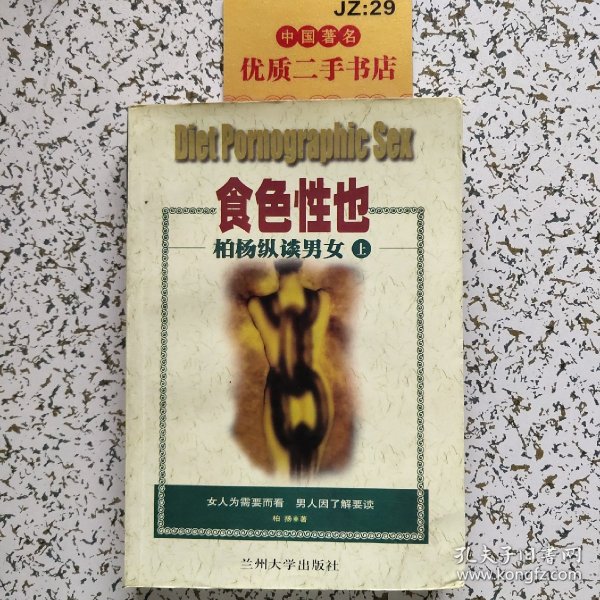 JZ:29
中国著名
优质二手书店
Diet Pornographic Sex
食色性也
柏杨纵谈男女 上
女人为需要而看 男人因了解要读
柏 杨※著
兰州大学出版社
孔夫子旧书网
www.kongfz.com